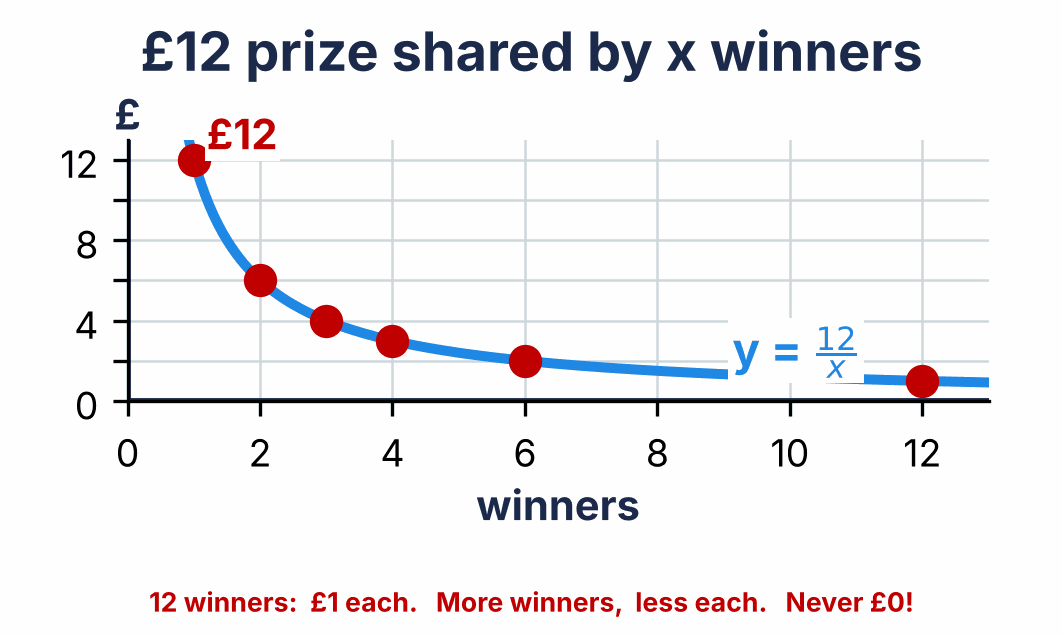 £12 prize shared by x winners
£
£12
12
8
4
0
y = 12/x
0 2 4 6 8 10 12
winners
12 winners: £1 each. More winners, less each. Never £0!